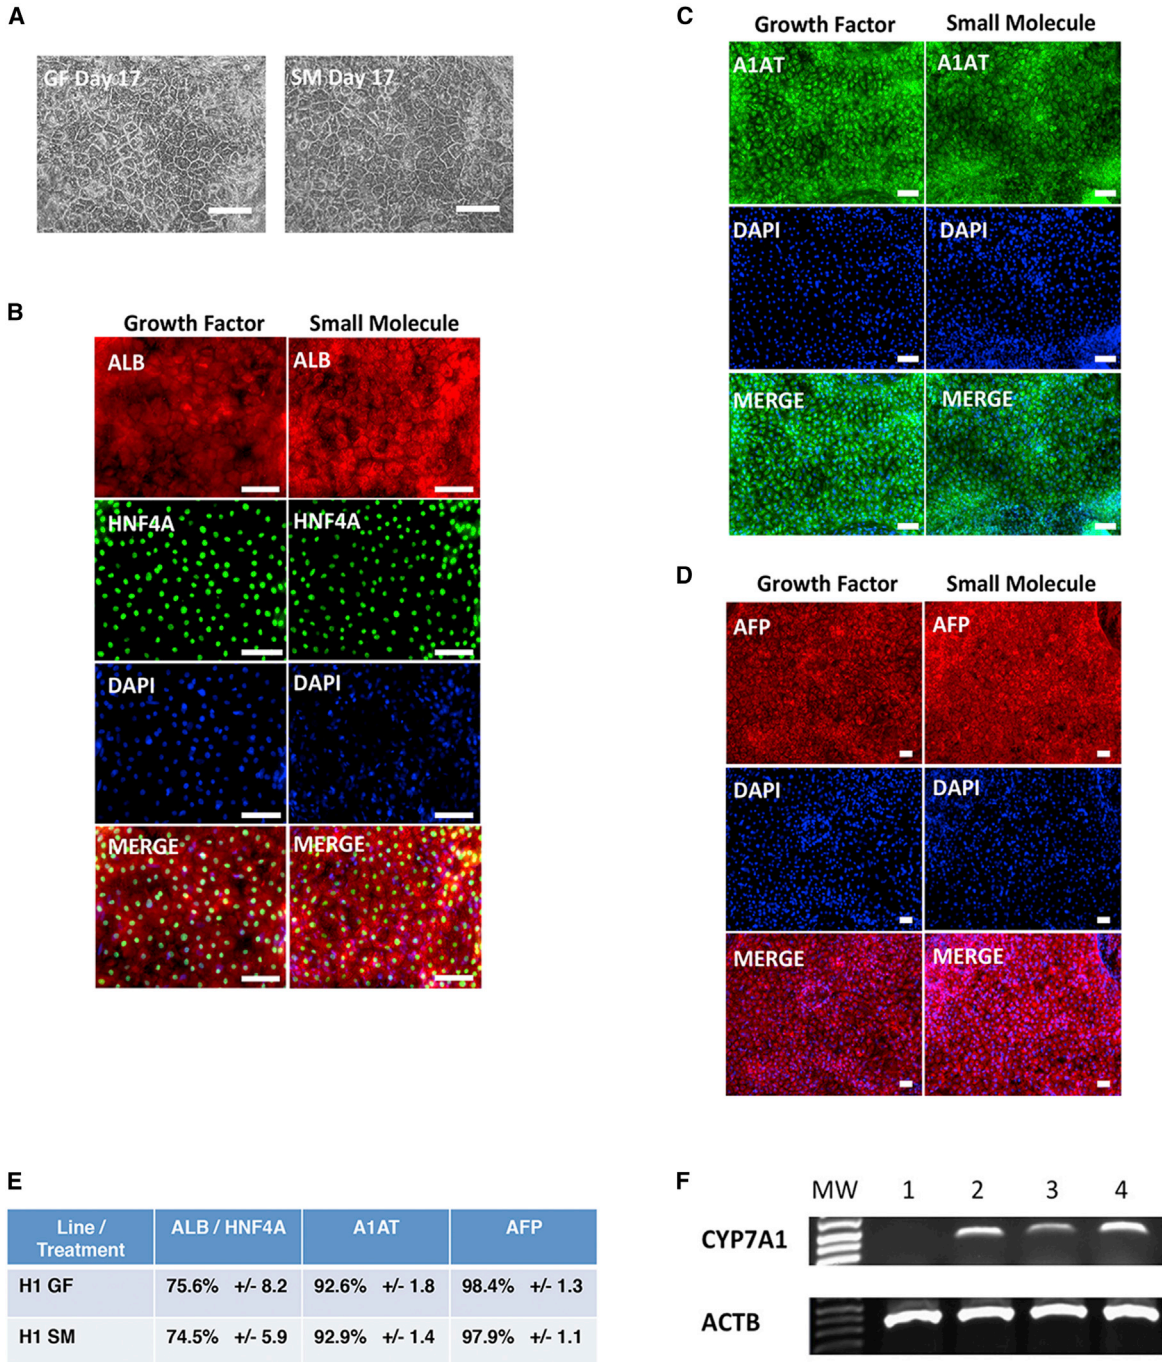 A
GF Day 17
SM Day 17
B
Growth Factor Small Molecule
ALB ALB
HNF4A HNF4A
DAPI DAPI
MERGE MERGE
C
Growth Factor Small Molecule
A1AT A1AT
DAPI DAPI
MERGE MERGE
D
Growth Factor Small Molecule
AFP AFP
DAPI DAPI
MERGE MERGE
E
Line / Treatment ALB / HNF4A A1AT AFP
H1 GF 75.6% +/- 8.2 92.6% +/- 1.8 98.4% +/- 1.3
H1 SM 74.5% +/- 5.9 92.9% +/- 1.4 97.9% +/- 1.1
F
MW 1 2 3 4
CYP7A1
ACTB